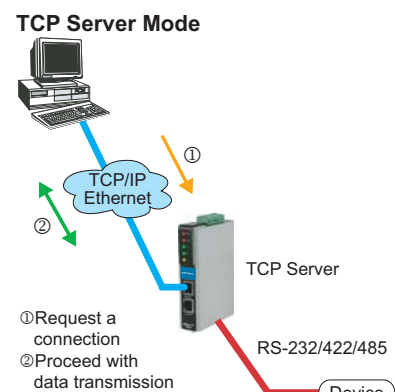 TCP Server Mode
①
TCP/IP
Ethernet
②
TCP Server
①Request a
connection
②Proceed with
data transmission
RS-232/422/485
Device